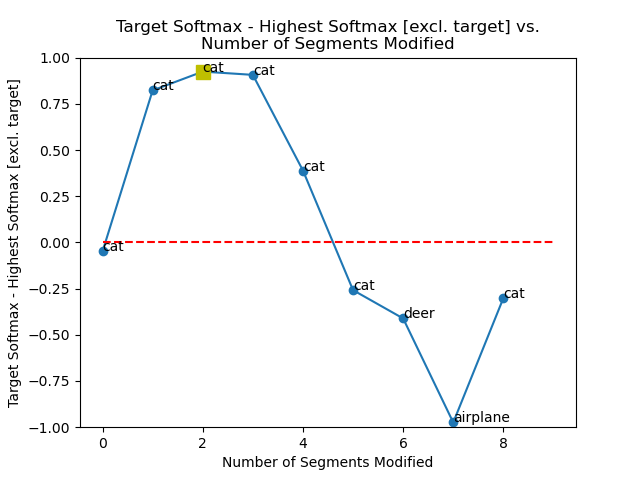 Target Softmax - Highest Softmax [excl. target] vs.
Number of Segments Modified
Target Softmax - Highest Softmax [excl. target]
1.00
0.75
0.50
0.25
0.00
−0.25
−0.50
−0.75
−1.00
cat
cat
cat
cat
cat
cat
deer
airplane
cat
0
2
4
6
8
Number of Segments Modified